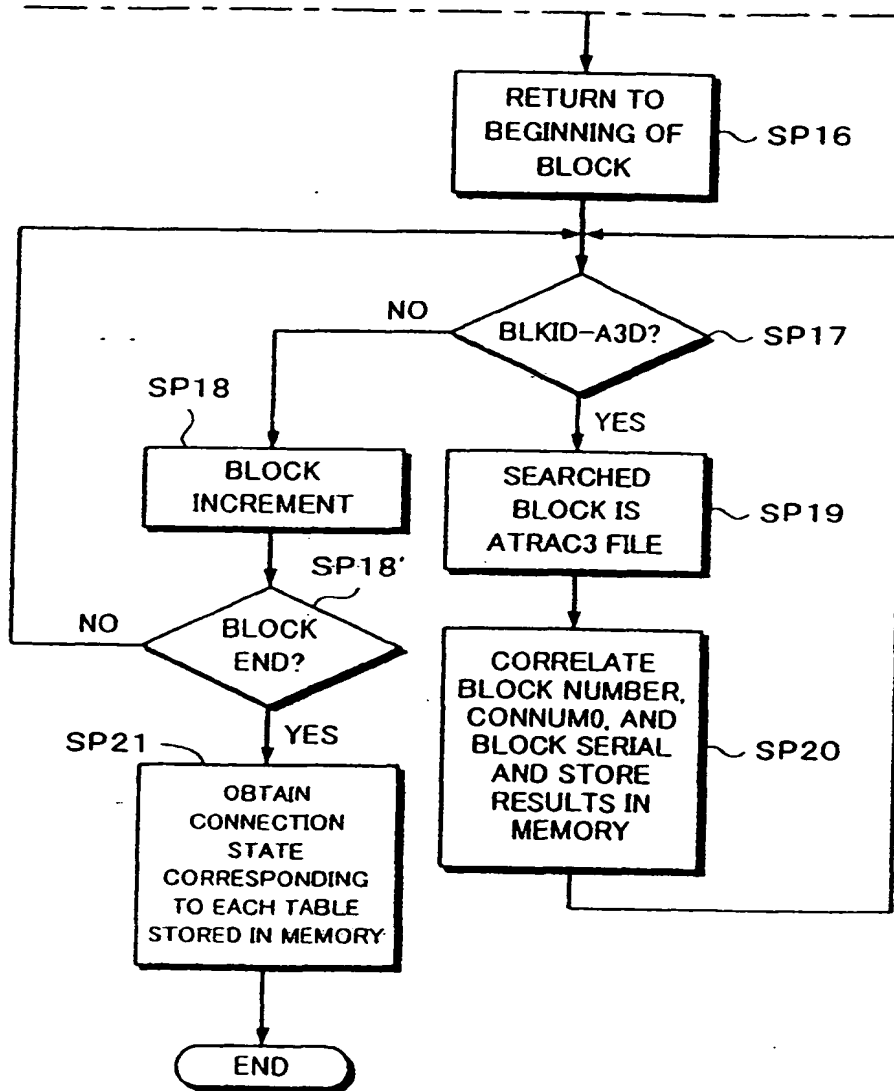 RETURN TO
BEGINNING OF
BLOCK
SP16
NO
BLKID-A3D?
SP17
SP18
YES
BLOCK
INCREMENT
SEARCHED
BLOCK IS
ATRAC3 FILE
SP19
SP18'
NO
BLOCK
END?
CORRELATE
BLOCK NUMBER,
CONNUM0, AND
BLOCK SERIAL
AND STORE
RESULTS IN
MEMORY
SP20
SP21
YES
OBTAIN
CONNECTION
STATE
CORRESPONDING
TO EACH TABLE
STORED IN MEMORY
END